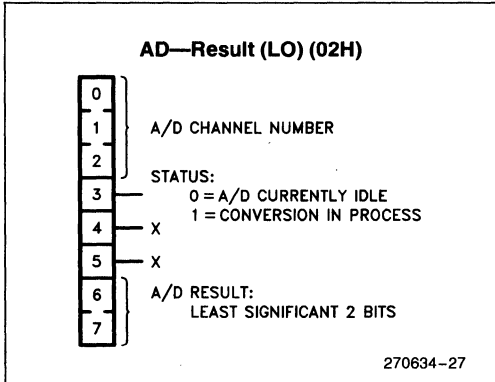 AD—Result (LO) (02H)
0
1
2
A/D CHANNEL NUMBER
STATUS:
3
0 = A/D CURRENTLY IDLE
1 = CONVERSION IN PROCESS
4 X
5 X
6
7
A/D RESULT:
LEAST SIGNIFICANT 2 BITS
270634–27